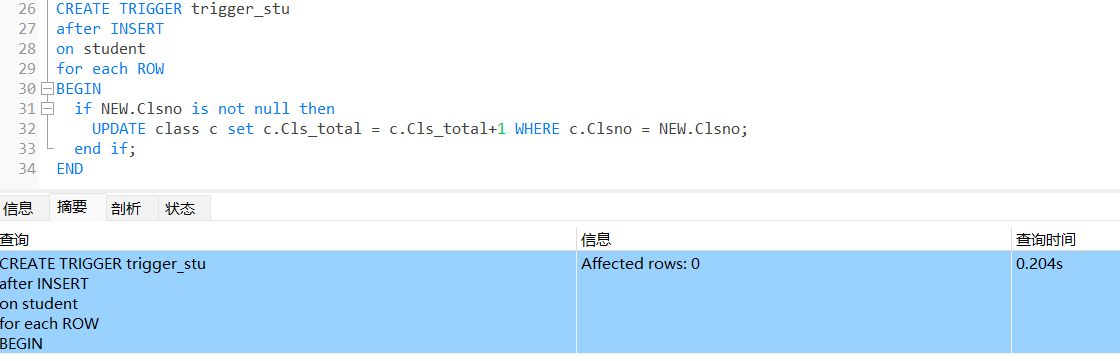 26 CREATE TRIGGER trigger_stu
27 after INSERT
28 on student
29 for each ROW
30 BEGIN
31 if NEW.Clsno is not null then
32 UPDATE class c set c.Cls_total = c.Cls_total+1 WHERE c.Clsno = NEW.Clsno;
33 end if;
34 END
信息 摘要 剖析 状态
查询 信息 查询时间
CREATE TRIGGER trigger_stu Affected rows: 0 0.204s
after INSERT
on student
for each ROW
BEGIN